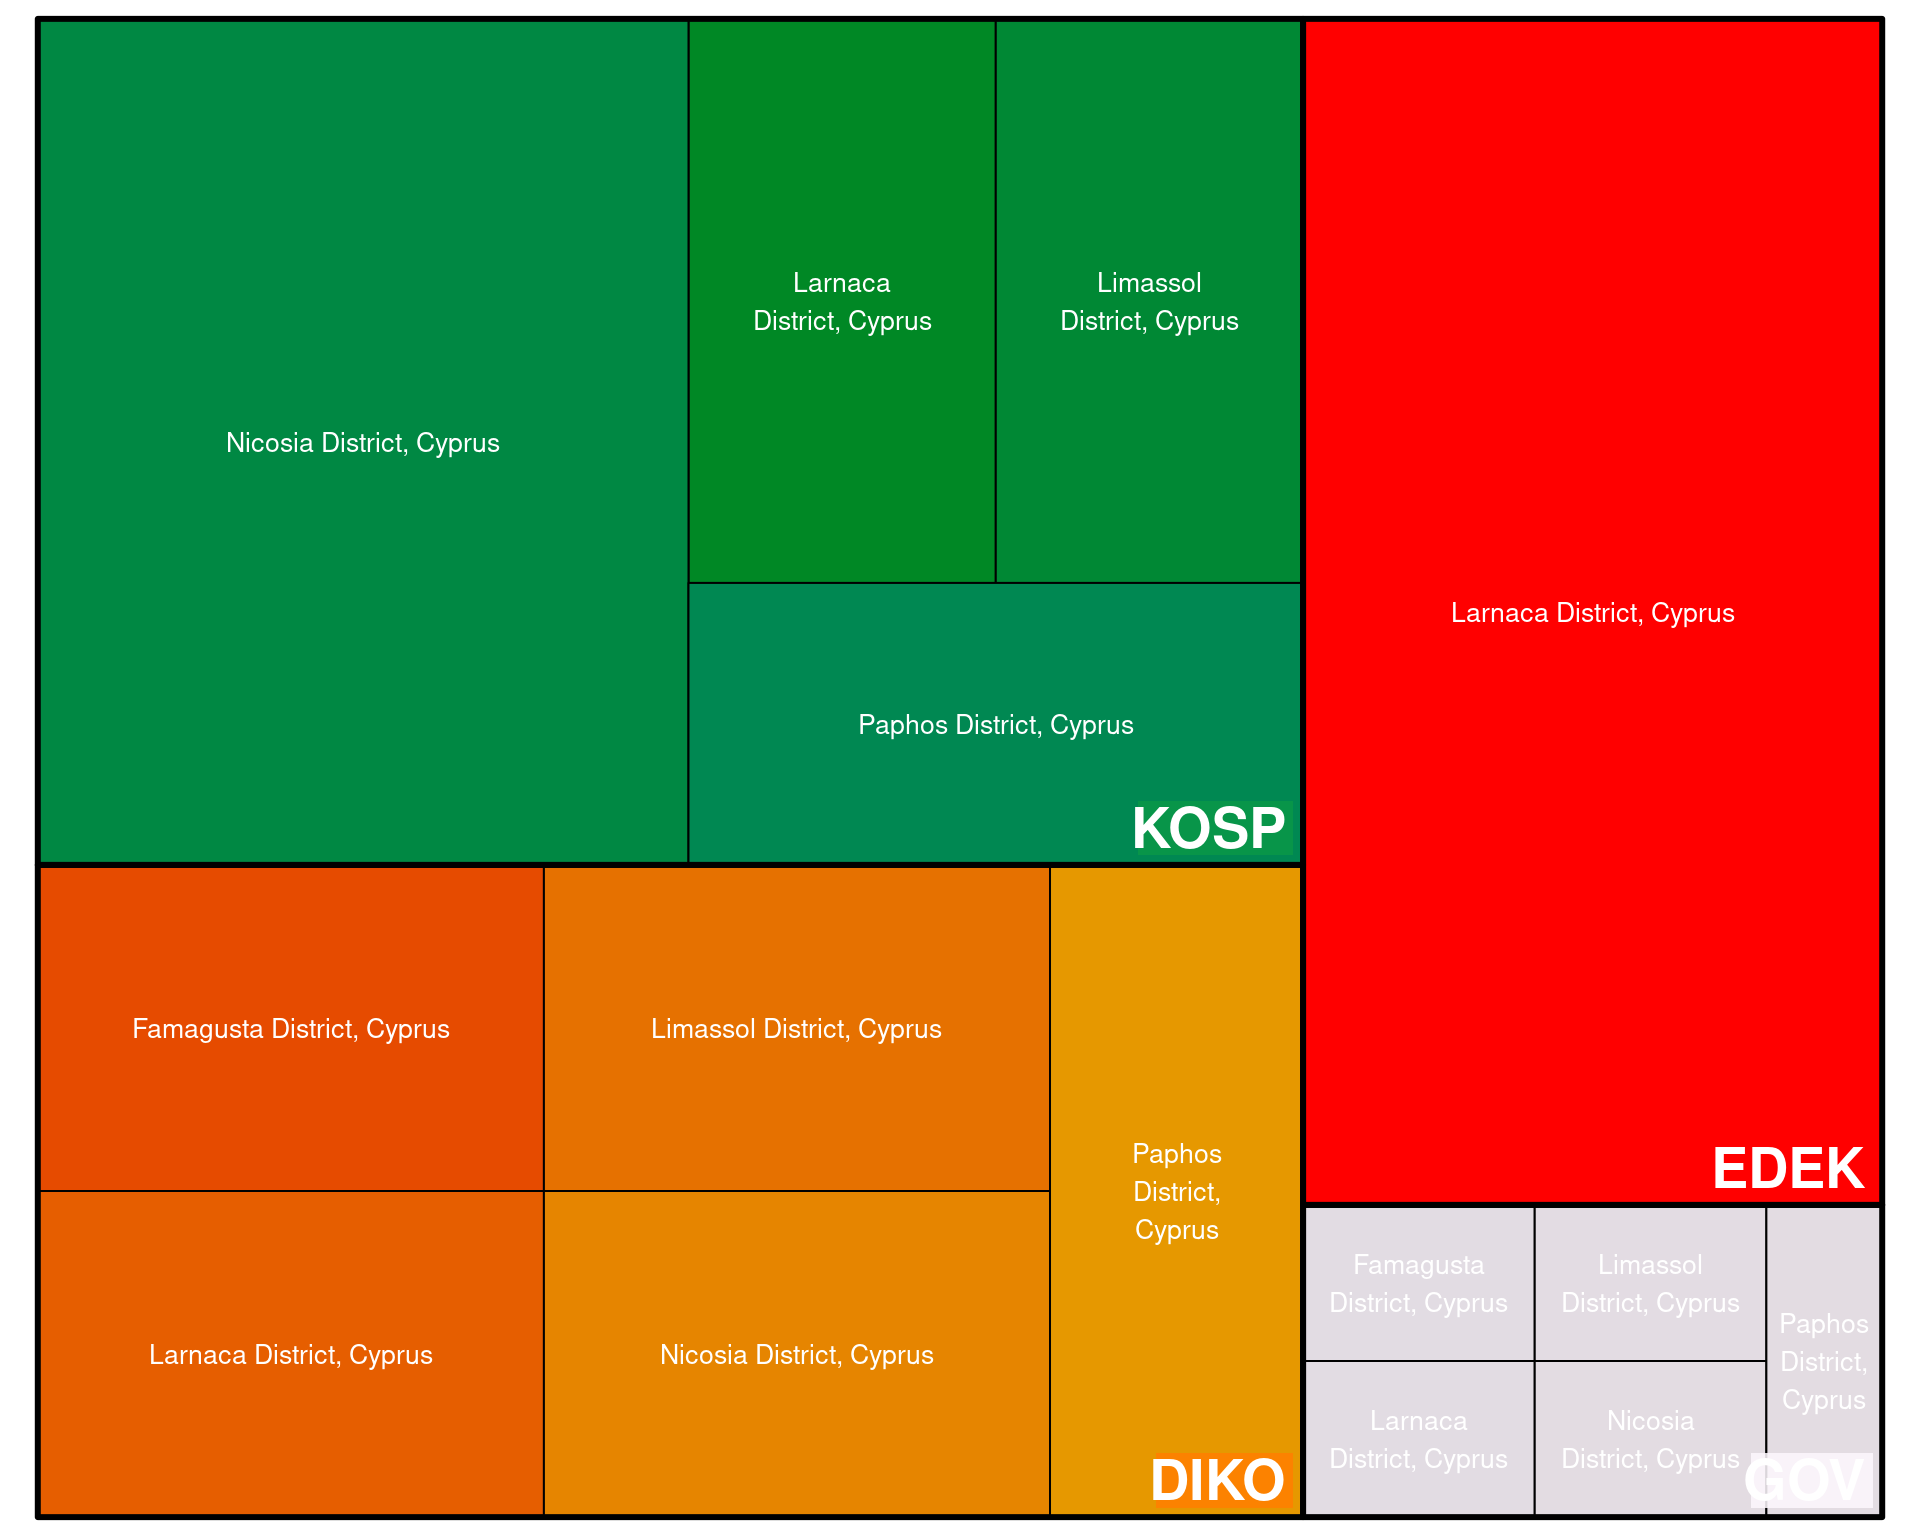 Nicosia District, Cyprus
Larnaca
District, Cyprus
Limassol
District, Cyprus
Paphos District, Cyprus
KOSP
Larnaca District, Cyprus
EDEK
Famagusta District, Cyprus
Limassol District, Cyprus
Larnaca District, Cyprus
Nicosia District, Cyprus
Paphos
District,
Cyprus
DIKO
Famagusta
District, Cyprus
Limassol
District, Cyprus
Larnaca
District, Cyprus
Nicosia
District, Cyprus
Paphos
District,
Cyprus
GOV